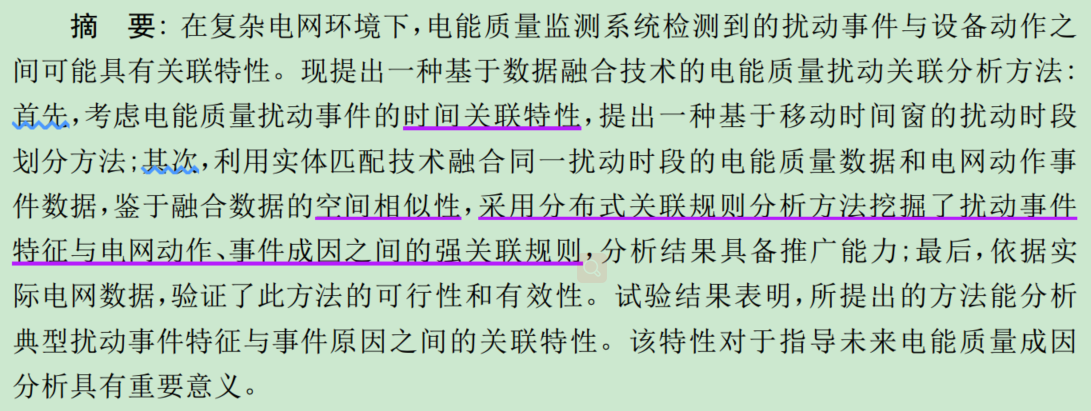 摘　要: 在复杂电网环境下,电能质量监测系统检测到的扰动事件与设备动作之
间可能具有关联特性。现提出一种基于数据融合技术的电能质量扰动关联分析方法:
首先,考虑电能质量扰动事件的时间关联特性,提出一种基于移动时间窗的扰动时段
划分方法;其次,利用实体匹配技术融合同一扰动时段的电能质量数据和电网动作事
件数据,鉴于融合数据的空间相似性,采用分布式关联规则分析方法挖掘了扰动事件
特征与电网动作、事件成因之间的强关联规则,分析结果具备推广能力;最后,依据实
际电网数据,验证了此方法的可行性和有效性。试验结果表明,所提出的方法能分析
典型扰动事件特征与事件原因之间的关联特性。该特性对于指导未来电能质量成因
分析具有重要意义。